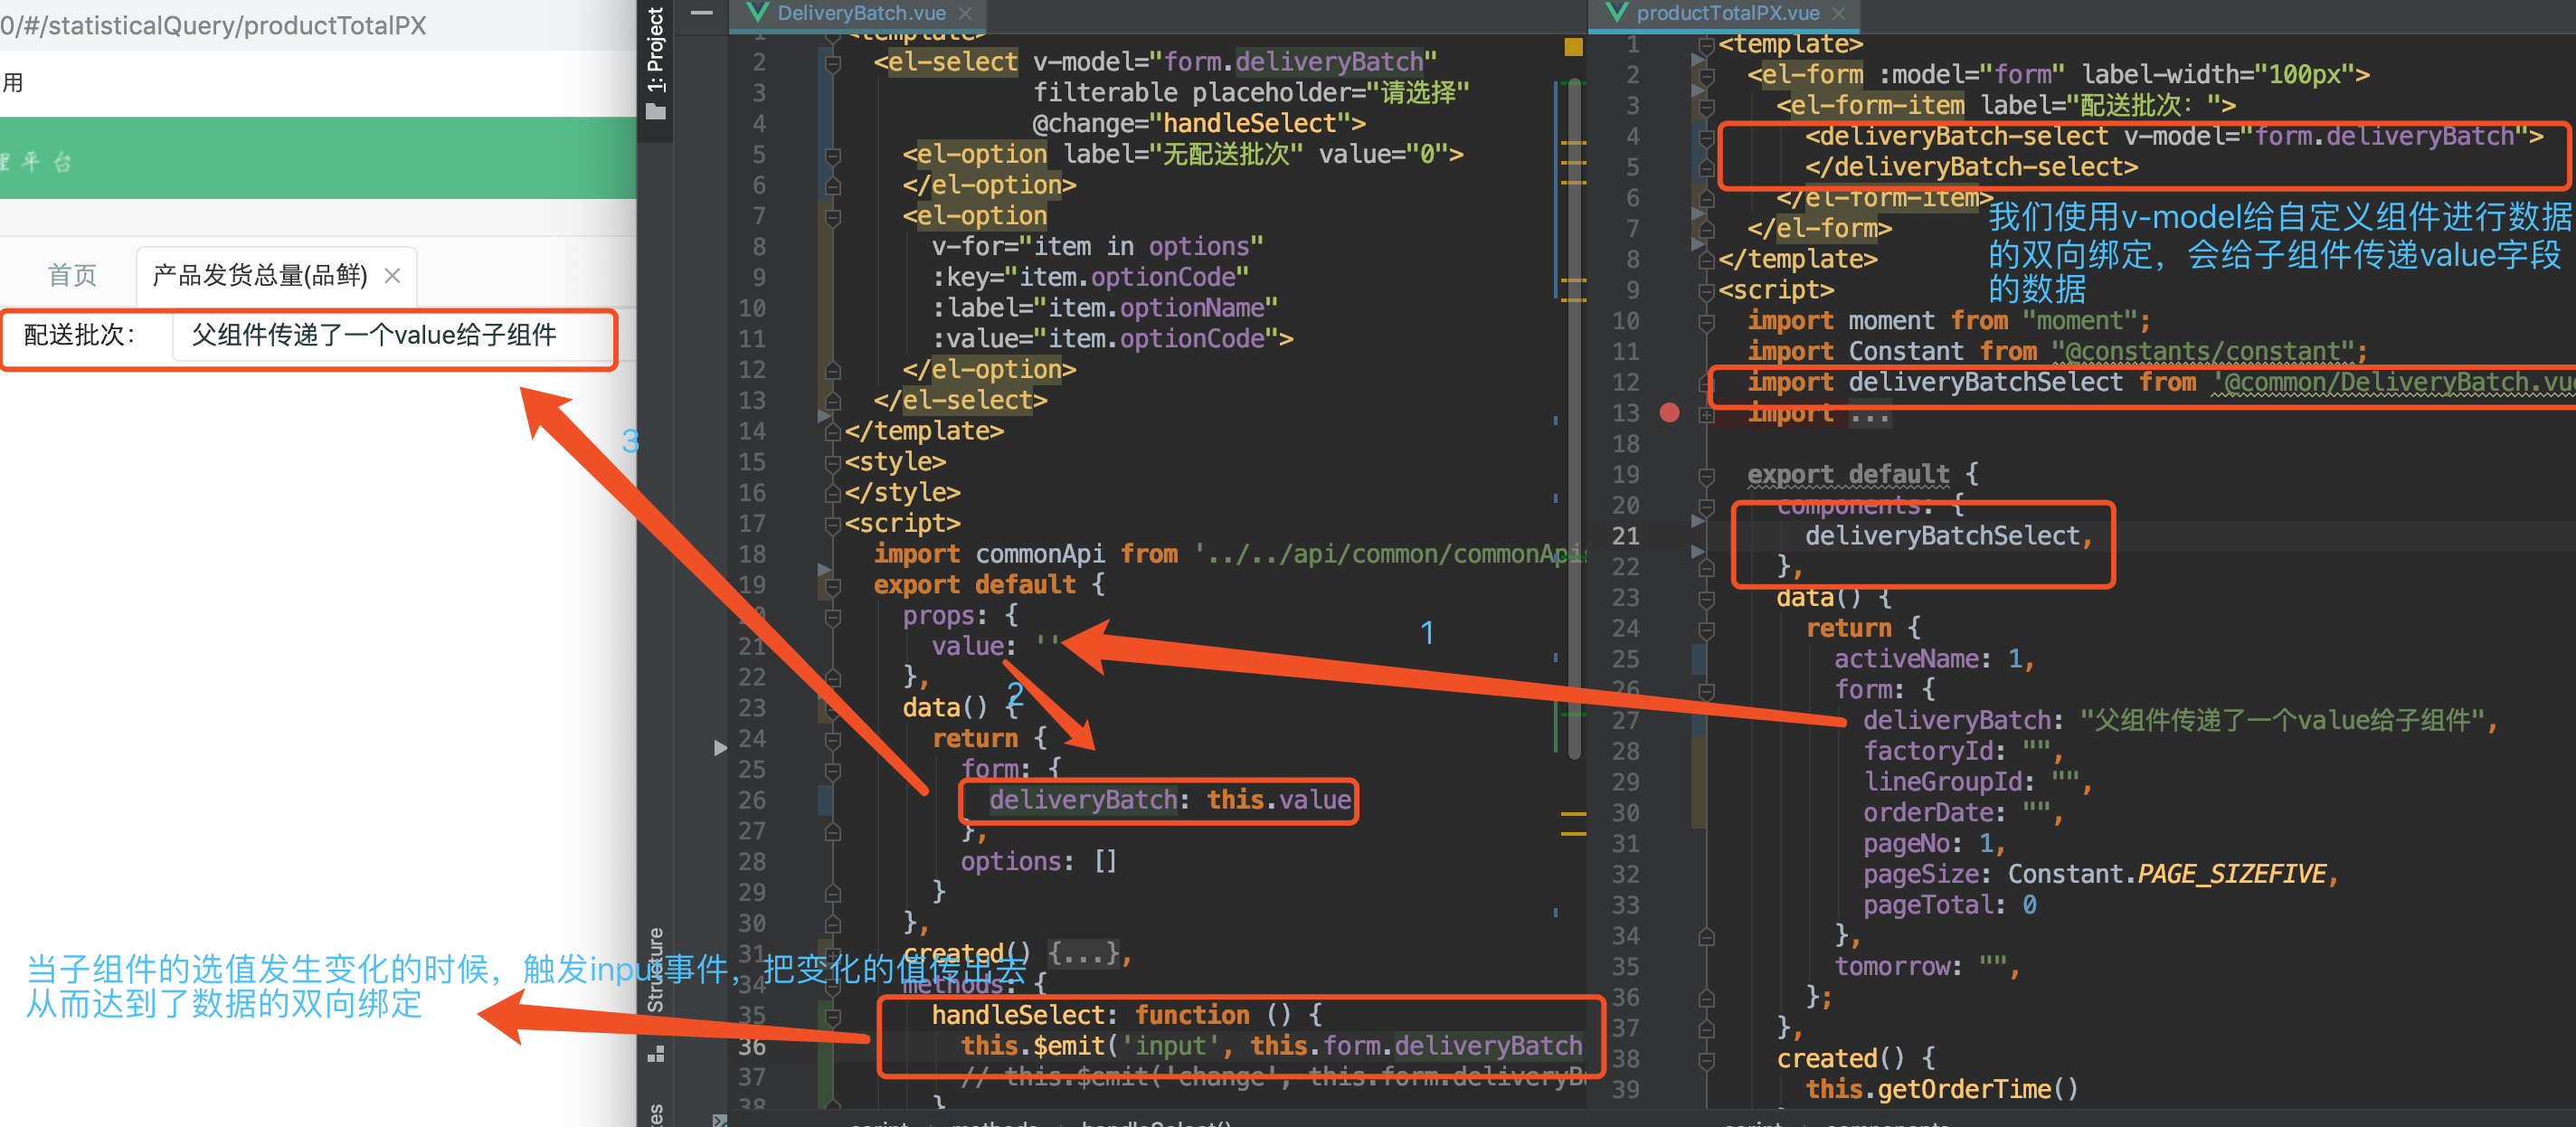 0/#/statisticalQuery/productTotalPX
用
理平台
首页
产品发货总量(品鲜) ×
配送批次：
父组件传递了一个value给子组件
3
当子组件的选值发生变化的时候，触发input事件，把变化的值传出去
从而达到了数据的双向绑定
1: Project
Structure
DeliveryBatch.vue ×
1 <template>
2 <el-select v-model="form.deliveryBatch"
3 filterable placeholder="请选择"
4 @change="handleSelect">
5 <el-option label="无配送批次" value="0">
6 </el-option>
7 <el-option
8 v-for="item in options"
9 :key="item.optionCode"
10 :label="item.optionName"
11 :value="item.optionCode">
12 </el-option>
13 </el-select>
14 </template>
15 <style>
16 </style>
17 <script>
18 import commonApi from '../../api/common/commonApi
19 export default {
20 props: {
21 value: ''
22 },
23 data() {
24 return {
25 form: {
26 deliveryBatch: this.value
27 },
28 options: []
29 }
30 },
31 created() {...},
34 methods: {
35 handleSelect: function () {
36 this.$emit('input', this.form.deliveryBatch
37 // this.$emit('change', this.form.deliveryB
38 }
1
2
script methods handleSelect()
productTotalPX.vue ×
1 <template>
2 <el-form :model="form" label-width="100px">
3 <el-form-item label="配送批次：">
4 <deliveryBatch-select v-model="form.deliveryBatch">
5 </deliveryBatch-select>
6 </el-form-item>
7 </el-form>
8 </template>
9 <script>
10 import moment from "moment";
11 import Constant from "@constants/constant";
12 import deliveryBatchSelect from '@common/DeliveryBatch.vue
13 import ...
18
19 export default {
20 components: {
21 deliveryBatchSelect,
22 },
23 data() {
24 return {
25 activeName: 1,
26 form: {
27 deliveryBatch: "父组件传递了一个value给子组件",
28 factoryId: "",
29 lineGroupId: "",
30 orderDate: "",
31 pageNo: 1,
32 pageSize: Constant.PAGE_SIZEFIVE,
33 pageTotal: 0
34 },
35 tomorrow: "",
36 };
37 },
38 created() {
39 this.getOrderTime()
我们使用v-model给自定义组件进行数据
的双向绑定，会给子组件传递value字段
的数据
script components